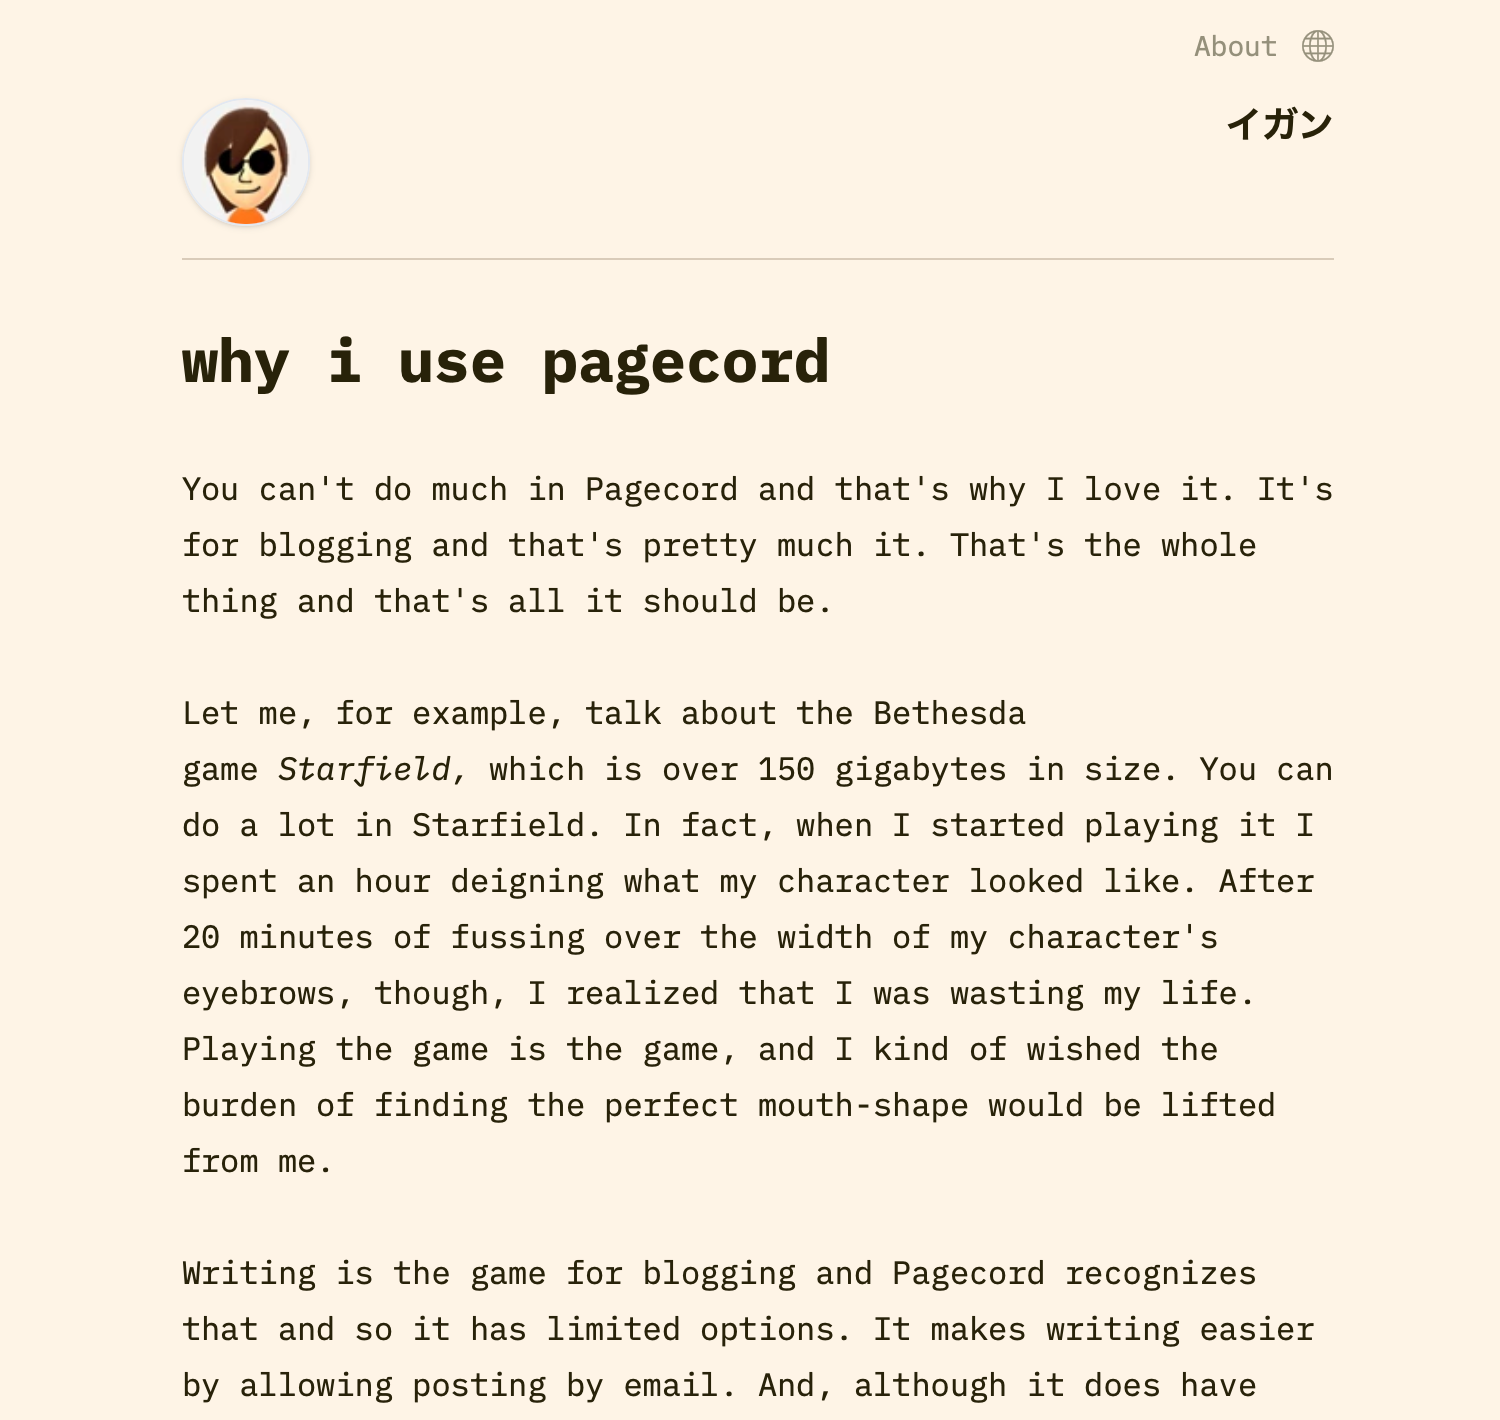 About
イガン
why i use pagecord
You can't do much in Pagecord and that's why I love it. It's
for blogging and that's pretty much it. That's the whole
thing and that's all it should be.
Let me, for example, talk about the Bethesda
game Starfield, which is over 150 gigabytes in size. You can
do a lot in Starfield. In fact, when I started playing it I
spent an hour deigning what my character looked like. After
20 minutes of fussing over the width of my character's
eyebrows, though, I realized that I was wasting my life.
Playing the game is the game, and I kind of wished the
burden of finding the perfect mouth-shape would be lifted
from me.
Writing is the game for blogging and Pagecord recognizes
that and so it has limited options. It makes writing easier
by allowing posting by email. And, although it does have